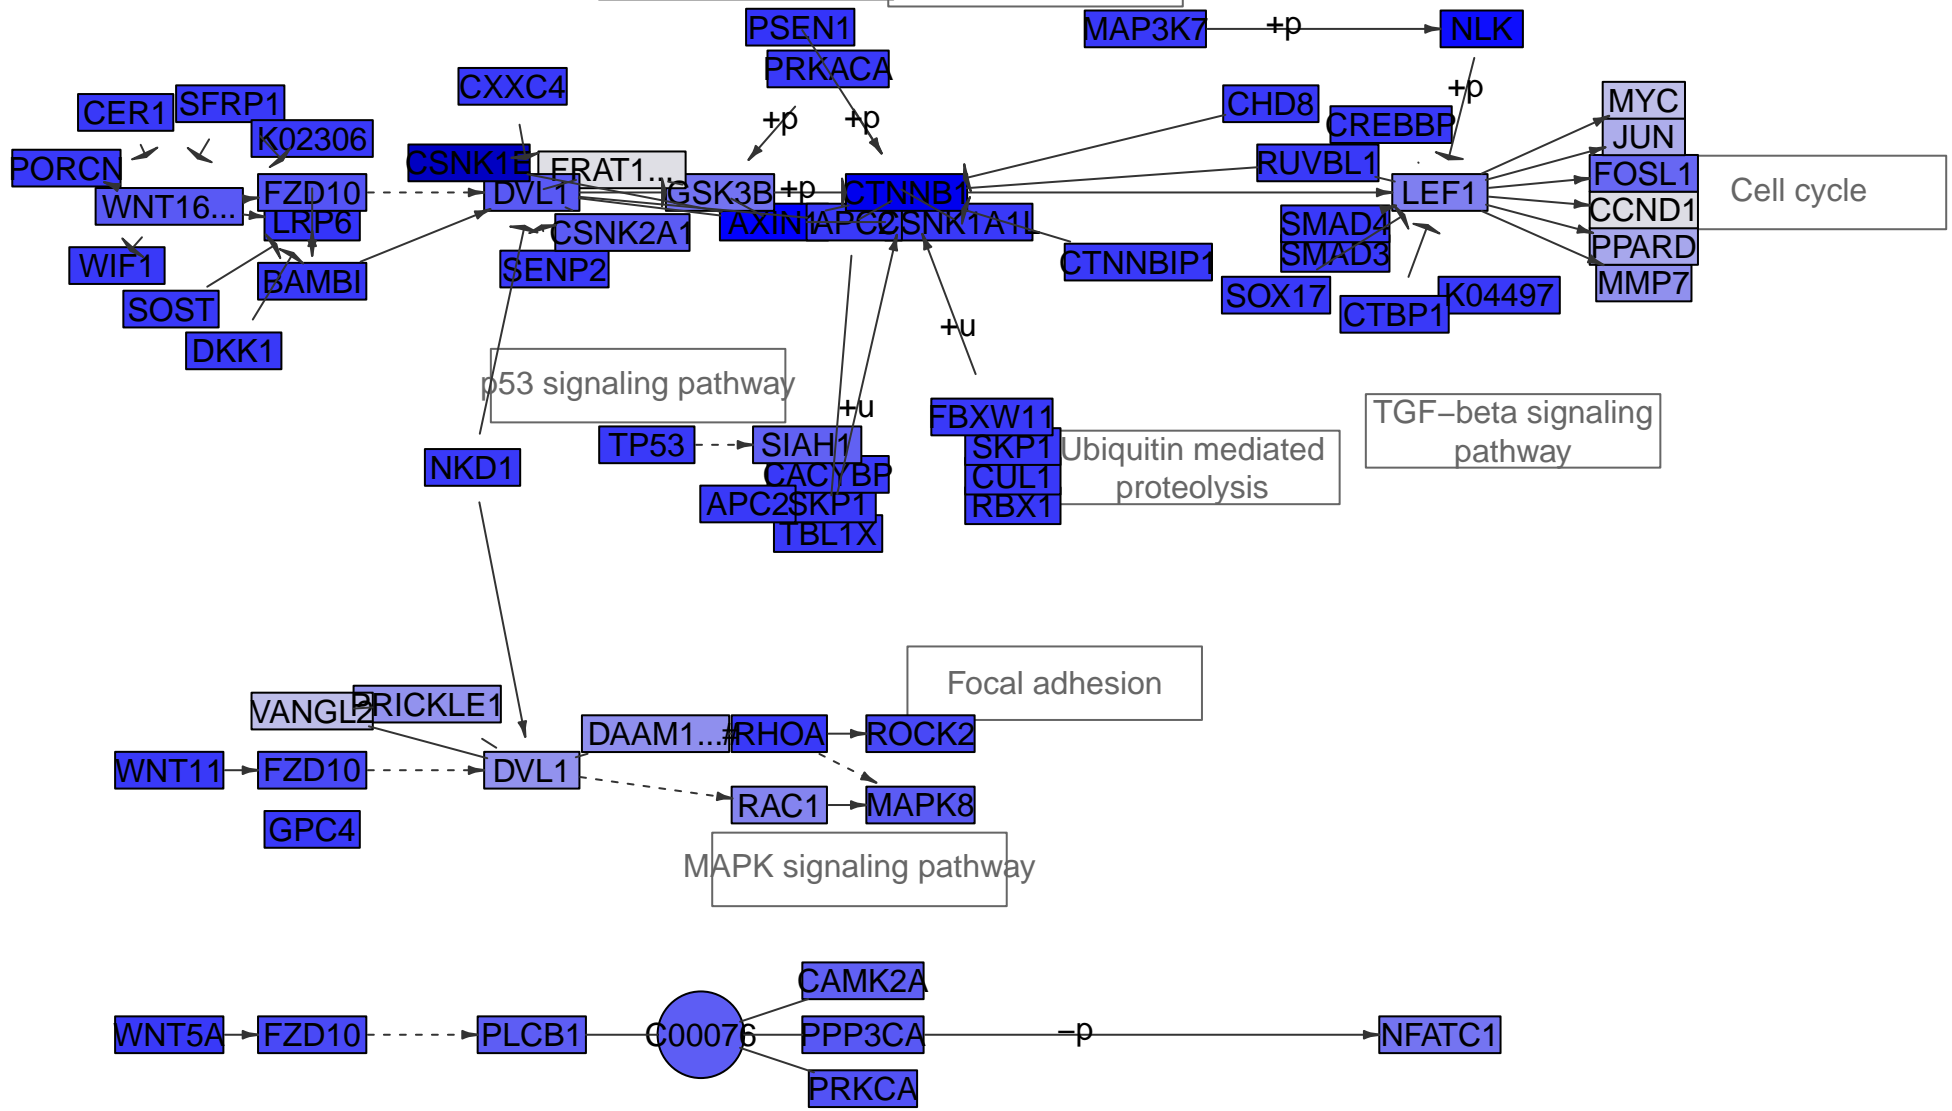 PSEN1
MAP3K7
+p
NLK
PRKACA
CXXC4
CER1
SFRP1
+p
+p
CHD8
+p
MYC
CREBBP
K02306
JUN
PORCN
CSNK1E
FRAT1...
RUVBL1
FOSL1
WNT16...
FZD10
DVL1
GSK3B
+p
CTNNB1
LEF1
Cell cycle
LRP6
CSNK2A1
AXIN1
APC2
CSNK1A1L
SMAD4
CCND1
WIF1
SENP2
CTNNBIP1
SMAD3
PPARD
BAMBI
SOX17
K04497
MMP7
SOST
CTBP1
DKK1
+u
p53 signaling pathway
+u
FBXW11
TGF−beta signaling
pathway
TP53
SIAH1
SKP1
Ubiquitin mediated
proteolysis
NKD1
CACYBP
CUL1
APC2
SKP1
RBX1
TBL1X
Focal adhesion
VANGL2
PRICKLE1
DAAM1...#
RHOA
ROCK2
WNT11
FZD10
DVL1
RAC1
MAPK8
GPC4
MAPK signaling pathway
CAMK2A
WNT5A
FZD10
PLCB1
C00076
PPP3CA
−p
NFATC1
PRKCA